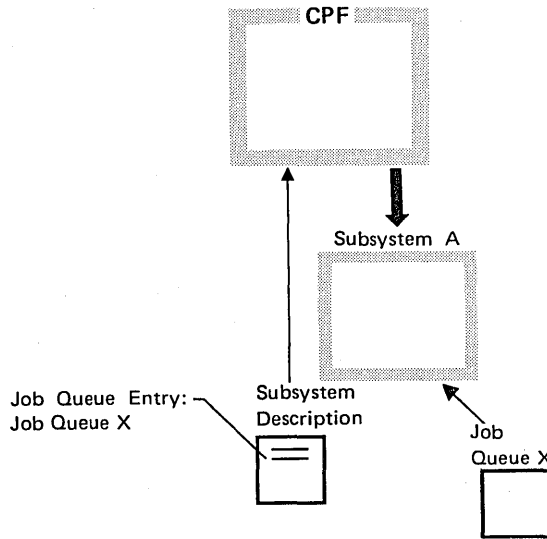 CPF
Subsystem A
Job Queue Entry:
Job Queue X
Subsystem
Description
Job
Queue X